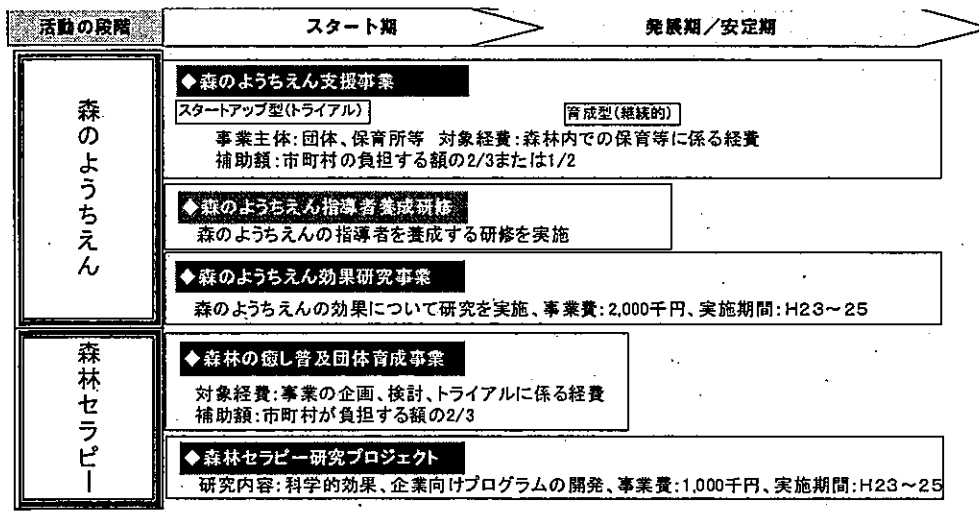 活動の段階
スタート期
発展期／安定期
森のようちえん
◆森のようちえん支援事業
スタートアップ型(トライアル)
育成型(継続的)
事業主体：団体、保育所等 対象経費：森林内での保育等に係る経費
補助額：市町村の負担する額の2/3または1/2
◆森のようちえん指導者養成研修
森のようちえんの指導者を養成する研修を実施
◆森のようちえん効果研究事業
森のようちえんの効果について研究を実施、事業費：2,000千円、実施期間：H23～25
森林セラピー
◆森林の癒し普及団体育成事業
対象経費：事業の企画、検討、トライアルに係る経費
補助額：市町村が負担する額の2/3
◆森林セラピー研究プロジェクト
研究内容：科学的効果、企業向けプログラムの開発、事業費：1,000千円、実施期間：H23～25